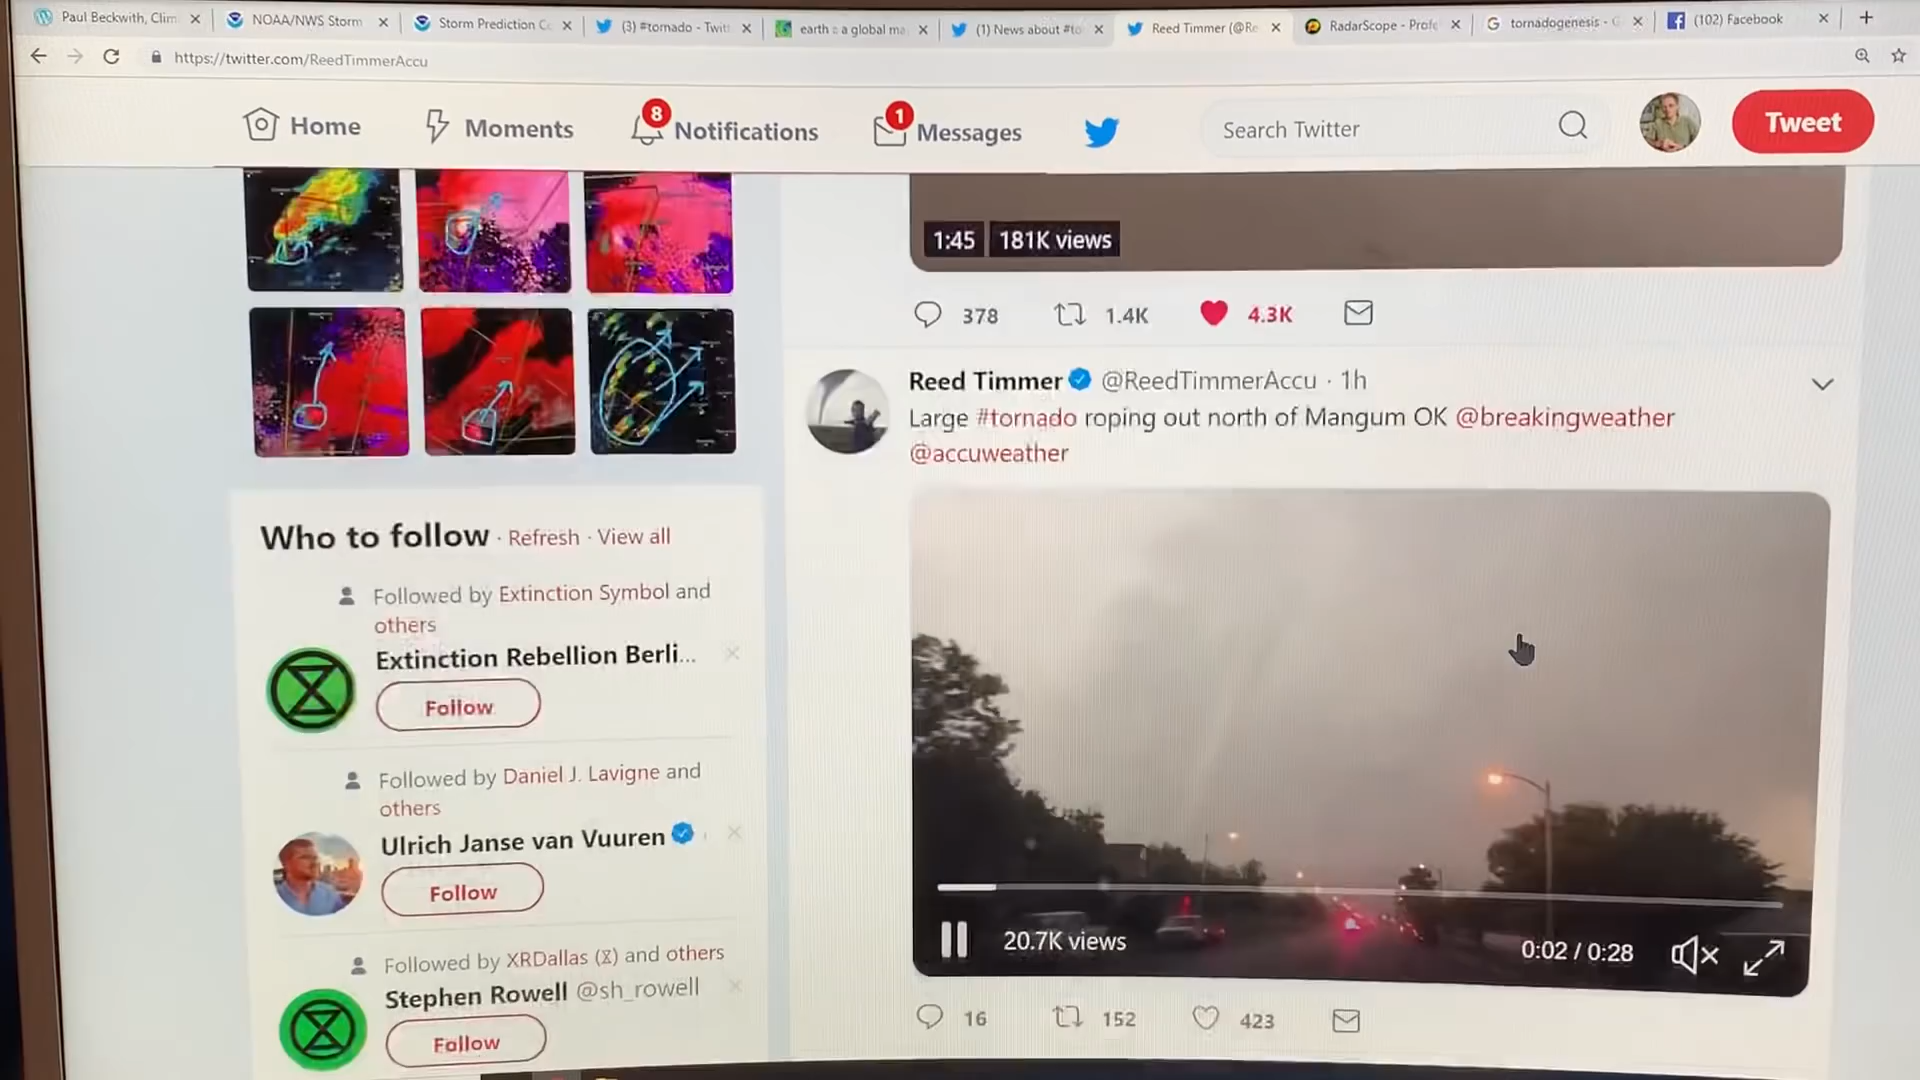 Paul Beckwith, Clim
NOAA/NWS Storm
Storm Prediction Ce
(3) #tornado - Twitt
earth :: a global ma
(1) News about #to
Reed Timmer (@Re
RadarScope - Profe
tornadogenesis - G
(102) Facebook
https://twitter.com/ReedTimmerAccu
Home
Moments
8
Notifications
1
Messages
Search Twitter
Tweet
1:45
181K views
378
1.4K
4.3K
Reed Timmer @ReedTimmerAccu · 1h
Large #tornado roping out north of Mangum OK @breakingweather
@accuweather
20.7K views
0:02 / 0:28
16
152
423
Who to follow · Refresh · View all
Followed by Extinction Symbol and
others
Extinction Rebellion Berli...
Follow
Followed by Daniel J. Lavigne and
others
Ulrich Janse van Vuuren
Follow
Followed by XRDallas (⧖) and others
Stephen Rowell @sh_rowell
Follow